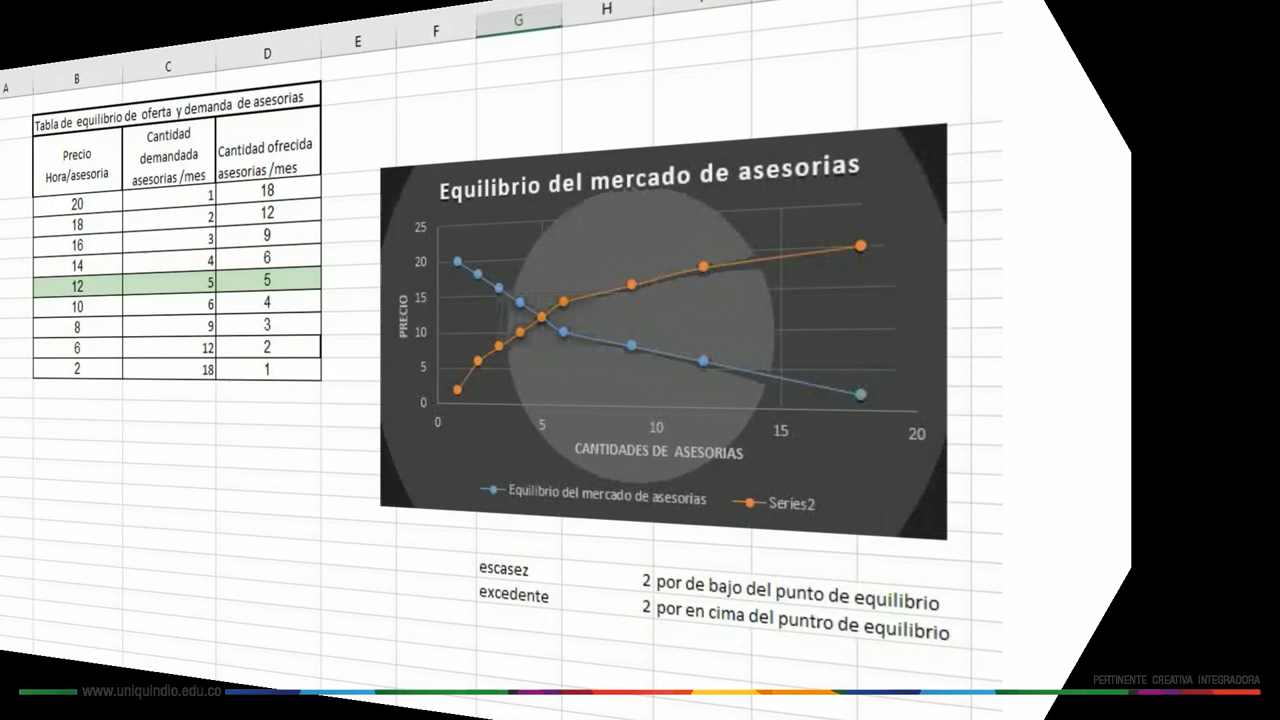 A B C D E F G H
Tabla de equilibrio de oferta y demanda de asesorias
Precio Hora/asesoria Cantidad demandada asesorias /mes Cantidad ofrecida asesorias /mes
20 1 18
18 2 12
16 3 9
14 4 6
12 5 5
10 6 4
8 9 3
6 12 2
2 18 1
Equilibrio del mercado de asesorias
25
20
15
10
5
0
PRECIO
0 5 10 15 20
CANTIDADES DE ASESORIAS
Equilibrio del mercado de asesorias Series2
escasez 2 por de bajo del punto de equilibrio
excedente 2 por en cima del puntro de equilibrio
www.uniquindio.edu.co
PERTINENTE CREATIVA INTEGRADORA